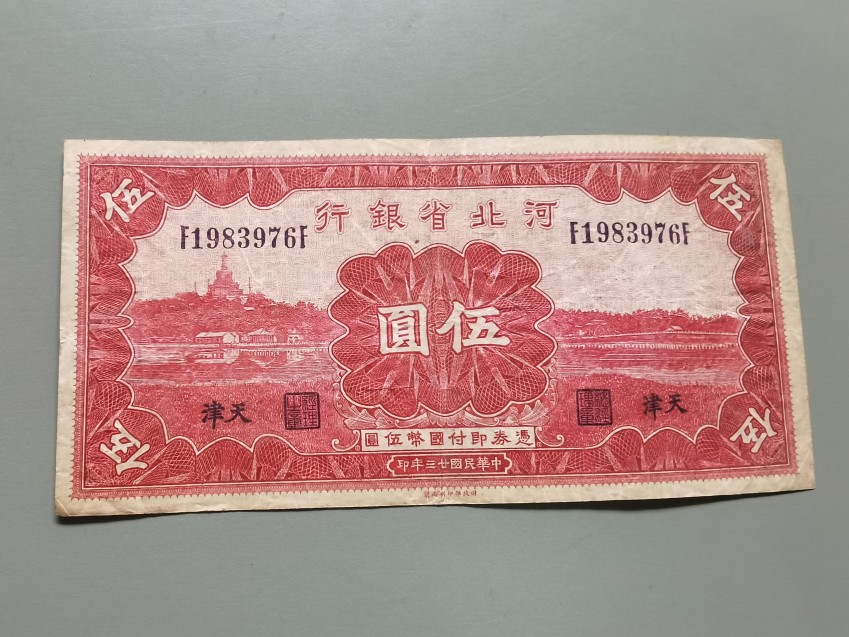 伍
伍
河北省銀行
F1983976F
F1983976F
伍圓
天津
天津
憑券即付國幣伍圓
中華民國廿三年印
伍
伍